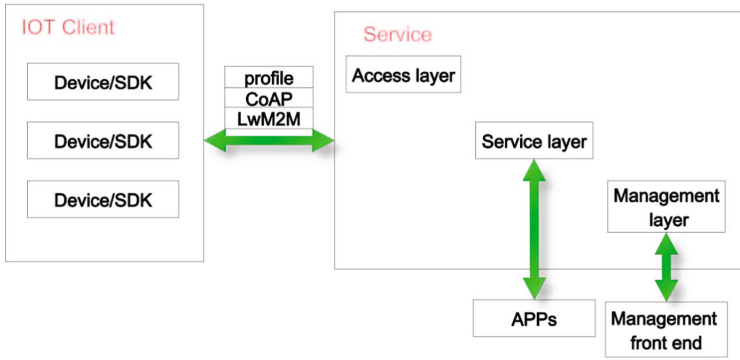 IOT Client
Device/SDK
Device/SDK
Device/SDK
profile
CoAP
LwM2M
Service
Access layer
Service layer
Management
layer
APPs
Management
front end